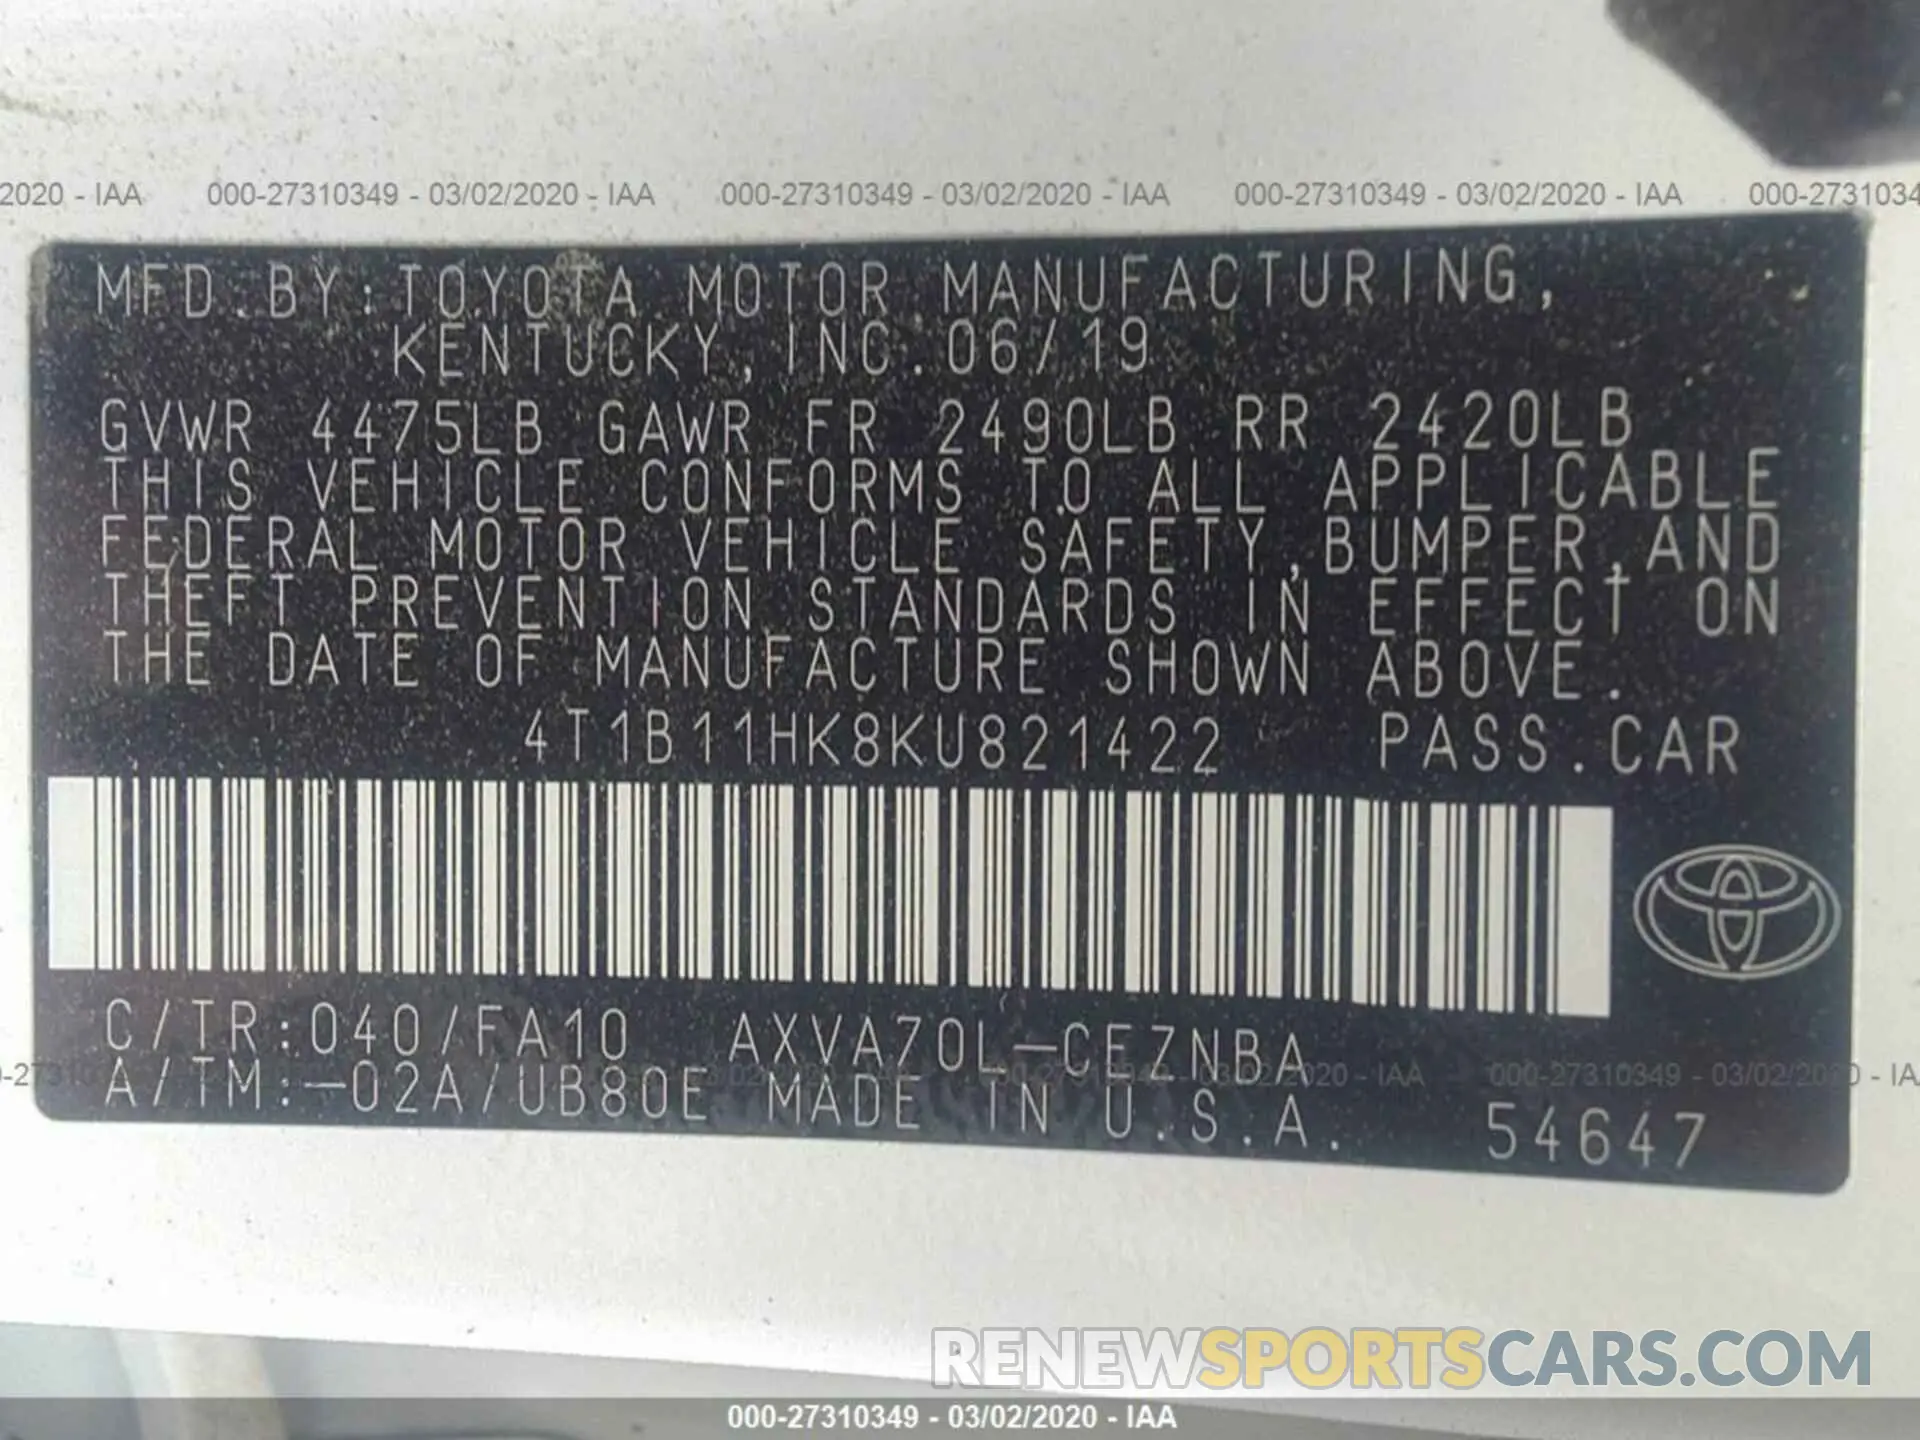 2020 - IAA 000-27310349 - 03/02/2020 - IAA 000-27310349 - 03/02/2020 - IAA 000-27310349 - 03/02/2020 - IAA 000-2731034
MFD.BY:TOYOTA MOTOR MANUFACTURING,
KENTUCKY,INC.06/19
GVWR 4475LB GAWR FR 2490LB RR 2420LB
THIS VEHICLE CONFORMS TO ALL APPLICABLE
FEDERAL MOTOR VEHICLE SAFETY,BUMPER,AND
THEFT PREVENTION STANDARDS IN EFFECT ON
THE DATE OF MANUFACTURE SHOWN ABOVE.
4T1B11HK8KU821422 PASS.CAR
C/TR:040/FA10 AXVA70L-CEZNBA
A/TM:-02A/UB80E MADE IN U.S.A. 54647
000-27310349 - 03/02/2020 - IA
RENEWSPORTSCARS.COM
000-27310349 - 03/02/2020 - IAA